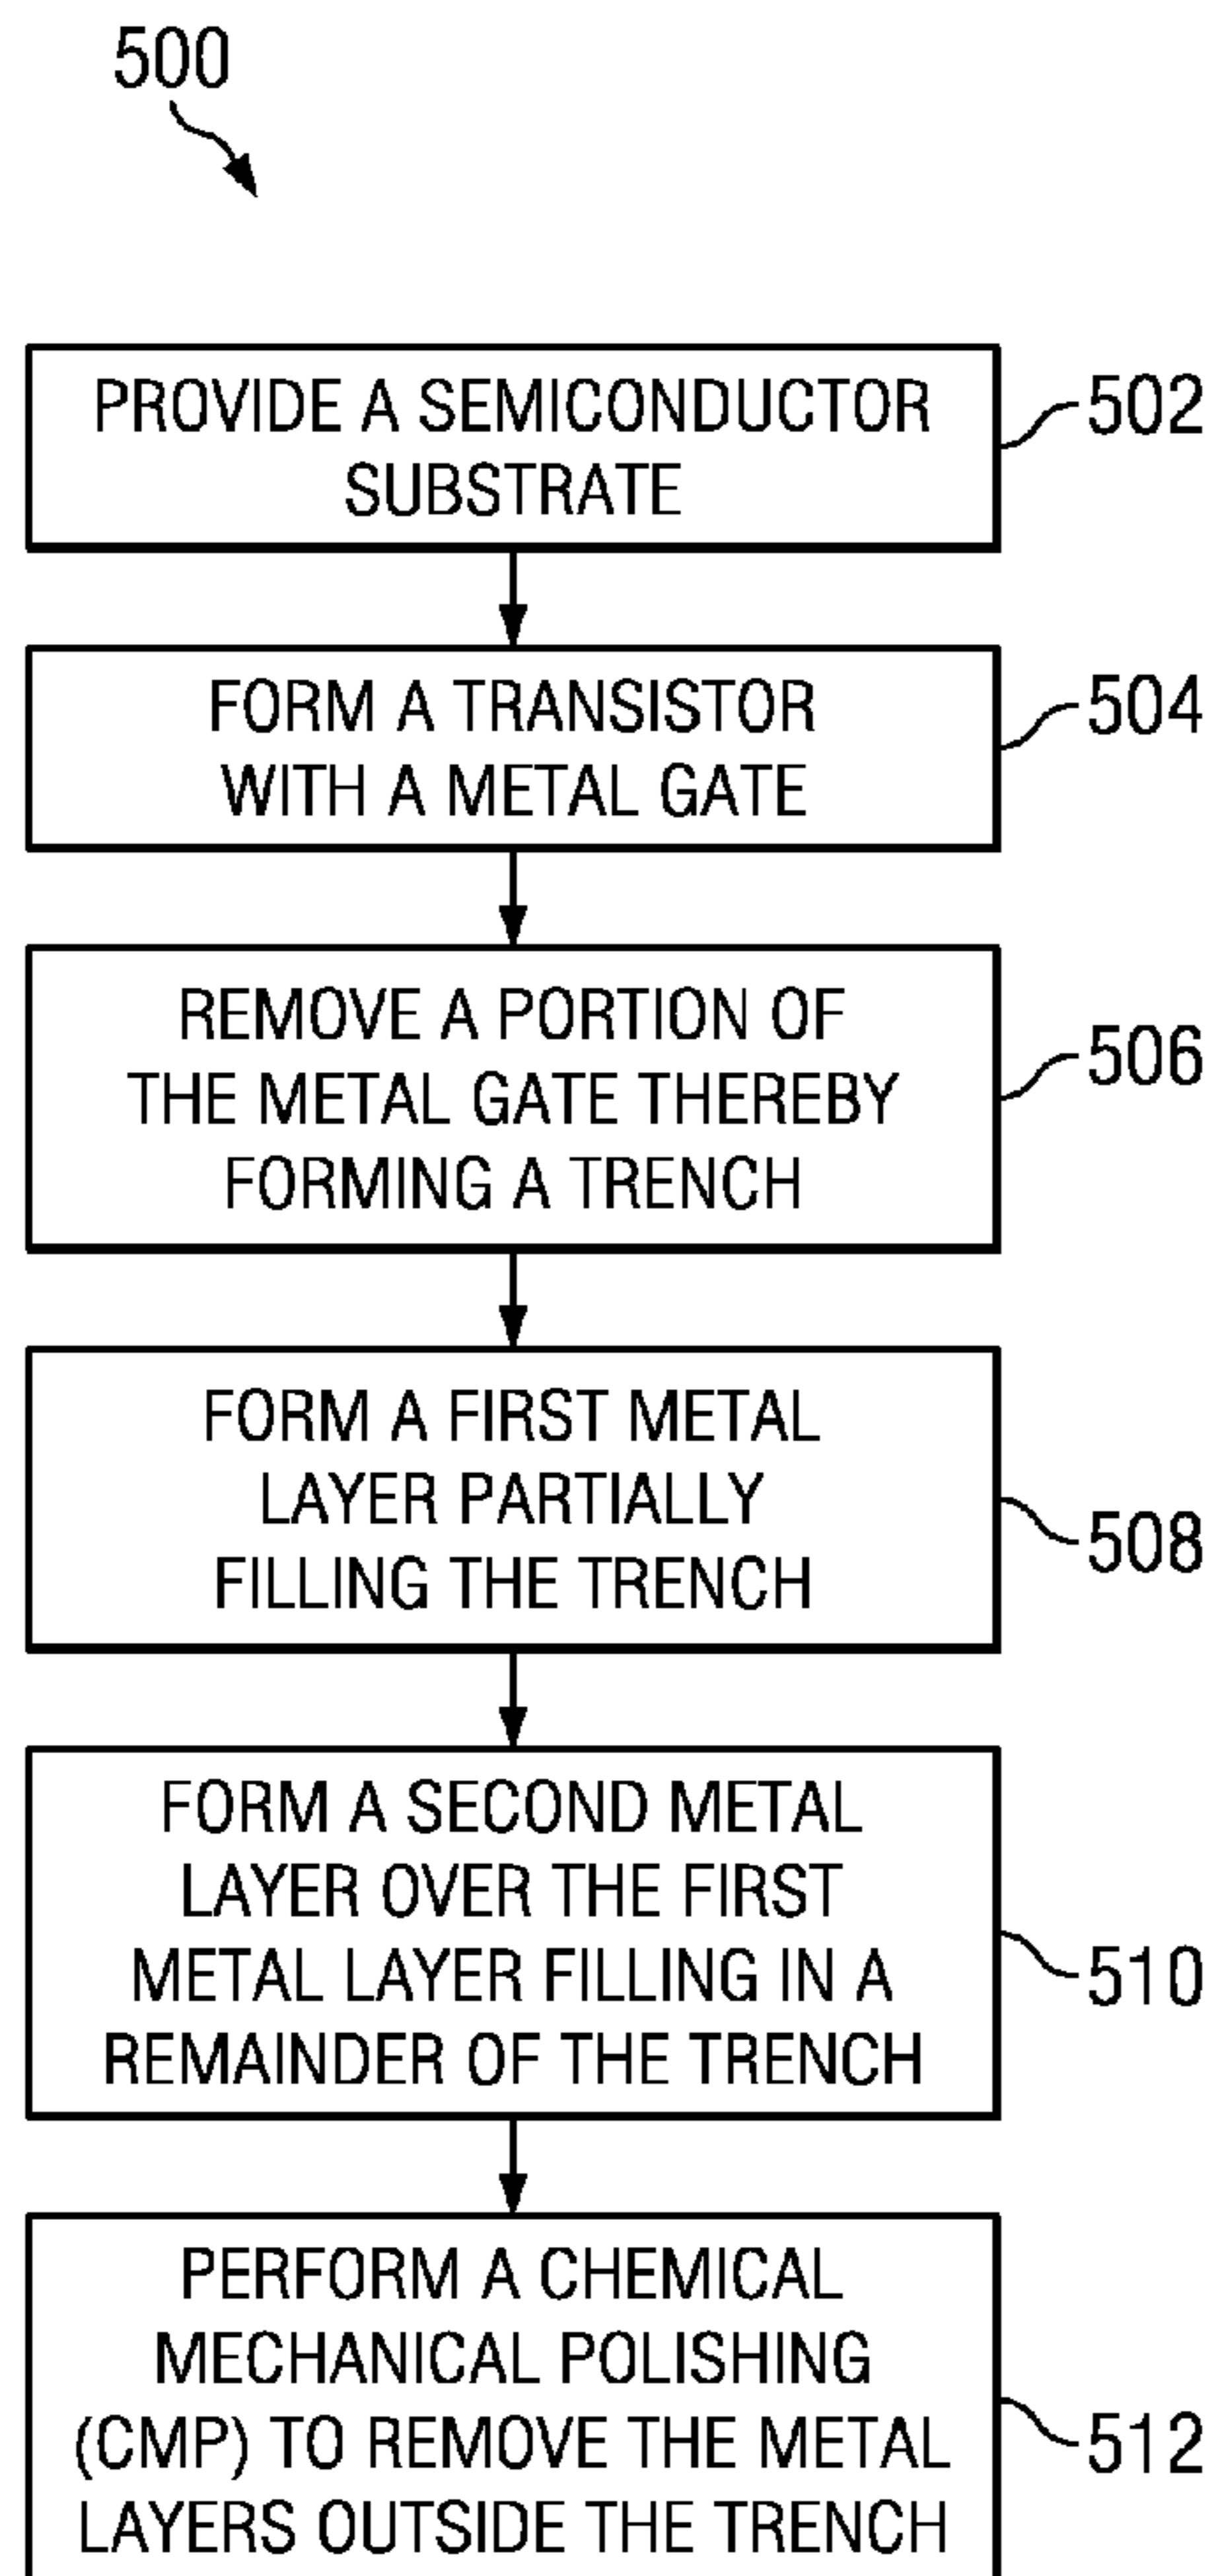 500
PROVIDE A SEMICONDUCTOR
SUBSTRATE
502
FORM A TRANSISTOR
WITH A METAL GATE
504
REMOVE A PORTION OF
THE METAL GATE THEREBY
FORMING A TRENCH
506
FORM A FIRST METAL
LAYER PARTIALLY
FILLING THE TRENCH
508
FORM A SECOND METAL
LAYER OVER THE FIRST
METAL LAYER FILLING IN A
REMAINDER OF THE TRENCH
510
PERFORM A CHEMICAL
MECHANICAL POLISHING
(CMP) TO REMOVE THE METAL
LAYERS OUTSIDE THE TRENCH
512